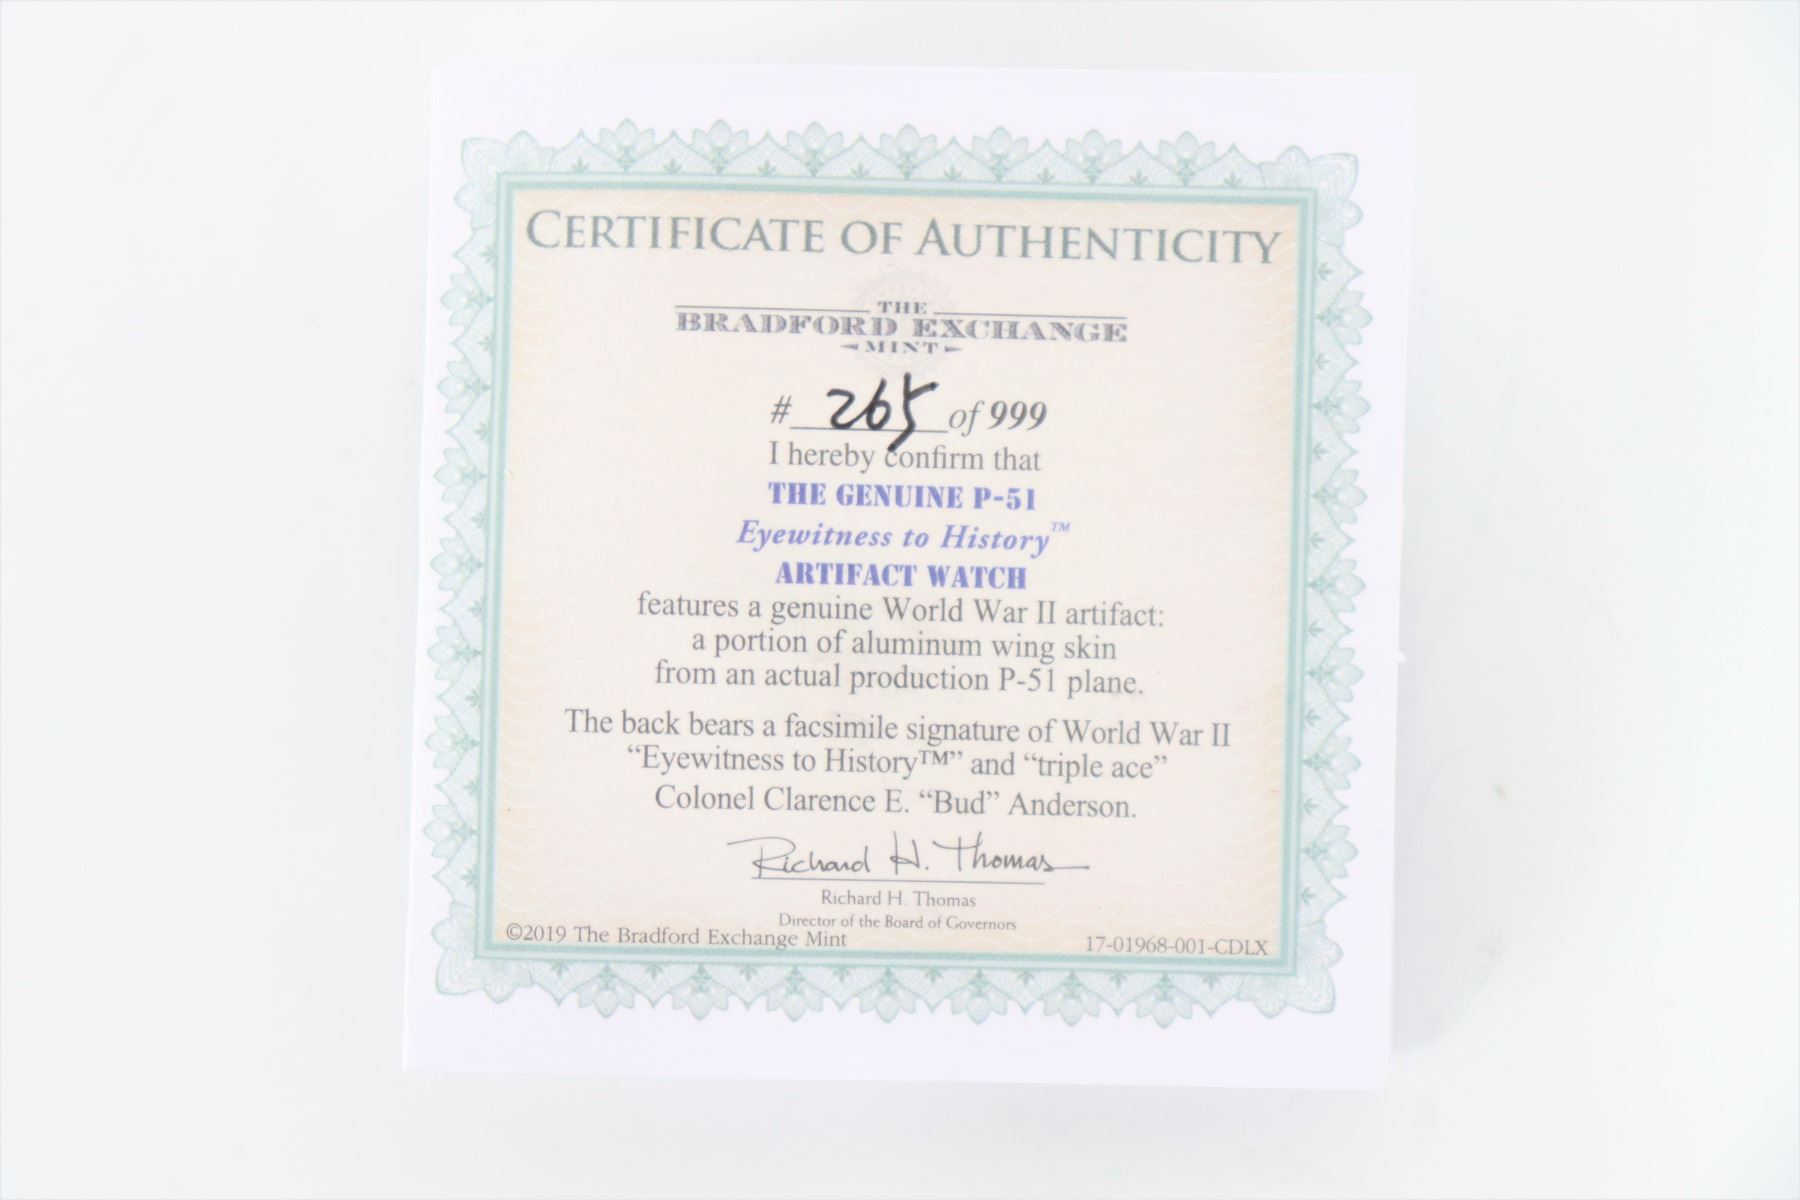 CERTIFICATE OF AUTHENTICITY
THE
BRADFORD EXCHANGE
MINT
# 265 of 999
I hereby confirm that
THE GENUINE P-51
Eyewitness to History™
ARTIFACT WATCH
features a genuine World War II artifact:
a portion of aluminum wing skin
from an actual production P-51 plane.
The back bears a facsimile signature of World War II
“Eyewitness to History™” and “triple ace”
Colonel Clarence E. “Bud” Anderson.
Richard H. Thomas
Richard H. Thomas
Director of the Board of Governors
©2019 The Bradford Exchange Mint
17-01968-001-CDLX